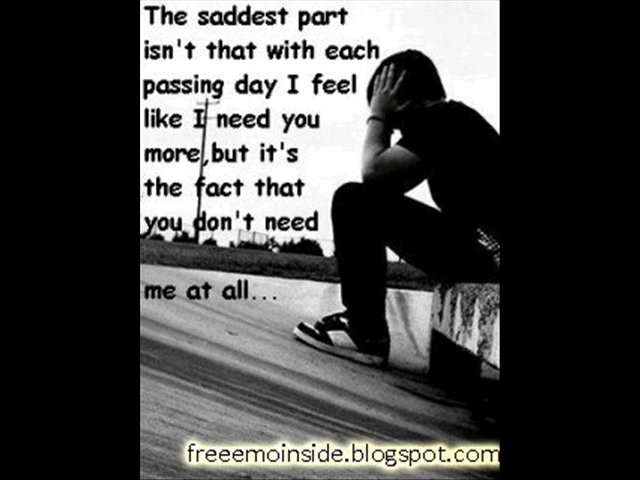 The saddest part
isn't that with each
passing day I feel
like I need you
more,but it's
the fact that
you don't need
me at all...
freeemoinside.blogspot.com